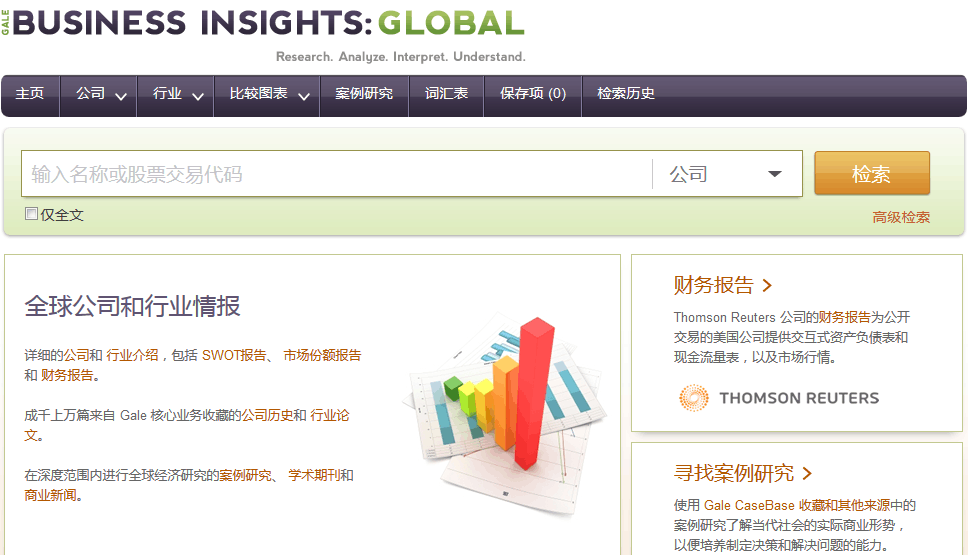 GALE BUSINESS INSIGHTS: GLOBAL
Research. Analyze. Interpret. Understand.
主页 公司 行业 比较图表 案例研究 词汇表 保存项 (0) 检索历史
输入名称或股票交易代码 公司 检索
仅全文 高级检索
全球公司和行业情报
详细的公司和 行业介绍，包括 SWOT报告、 市场份额报告
和 财务报告。
成千上万篇来自 Gale 核心业务收藏的公司历史和 行业论
文。
在深度范围内进行全球经济研究的案例研究、 学术期刊和
商业新闻。
财务报告
Thomson Reuters 公司的财务报告为公开
交易的美国公司提供交互式资产负债表和
现金流量表，以及市场行情。
THOMSON REUTERS
寻找案例研究
使用 Gale CaseBase 收藏和其他来源中的
案例研究了解当代社会的实际商业形势，
以便培养制定决策和解决问题的能力。